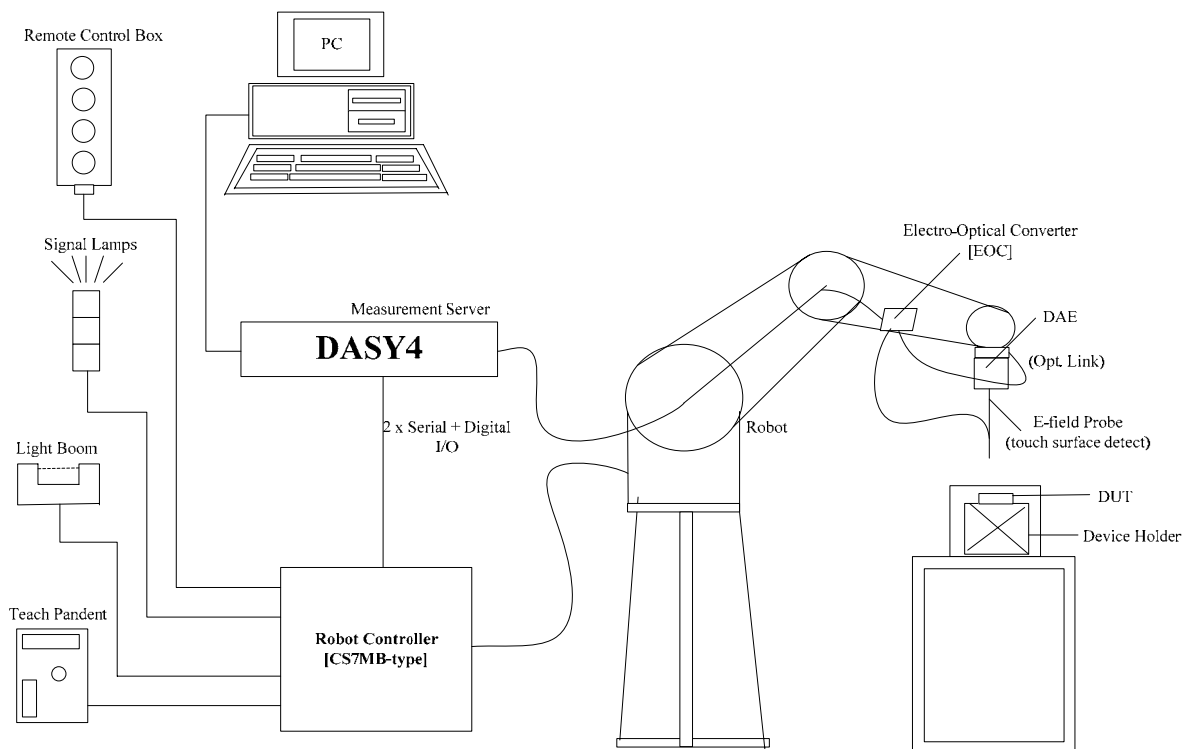 Remote Control Box
PC
Signal Lamps
Electro-Optical Converter
[EOC]
Measurement Server
DASY4
DAE
(Opt. Link)
2 x Serial + Digital
I/O
Robot
E-field Probe
(touch surface detect)
Light Boom
DUT
Device Holder
Teach Pandent
Robot Controller
[CS7MB-type]